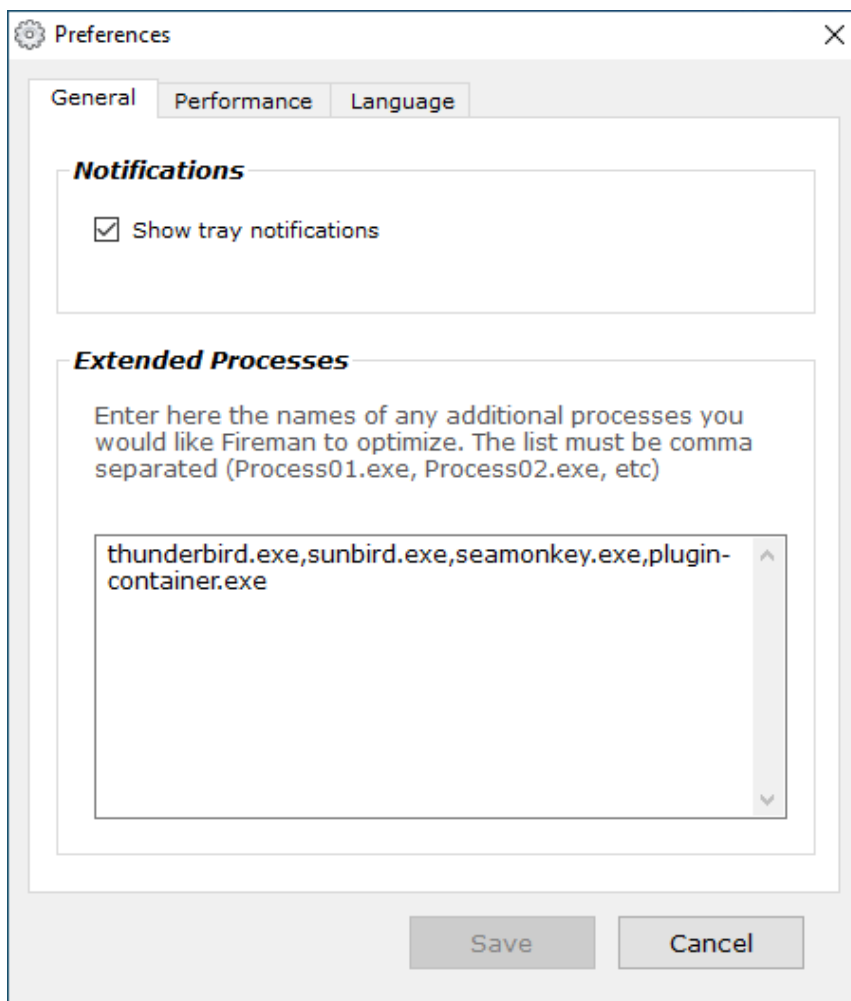 Preferences
General
Performance
Language
Notifications
Show tray notifications
Extended Processes
Enter here the names of any additional processes you
would like Fireman to optimize. The list must be comma
separated (Process01.exe, Process02.exe, etc)
thunderbird.exe,sunbird.exe,seamonkey.exe,plugin-
container.exe
Save
Cancel